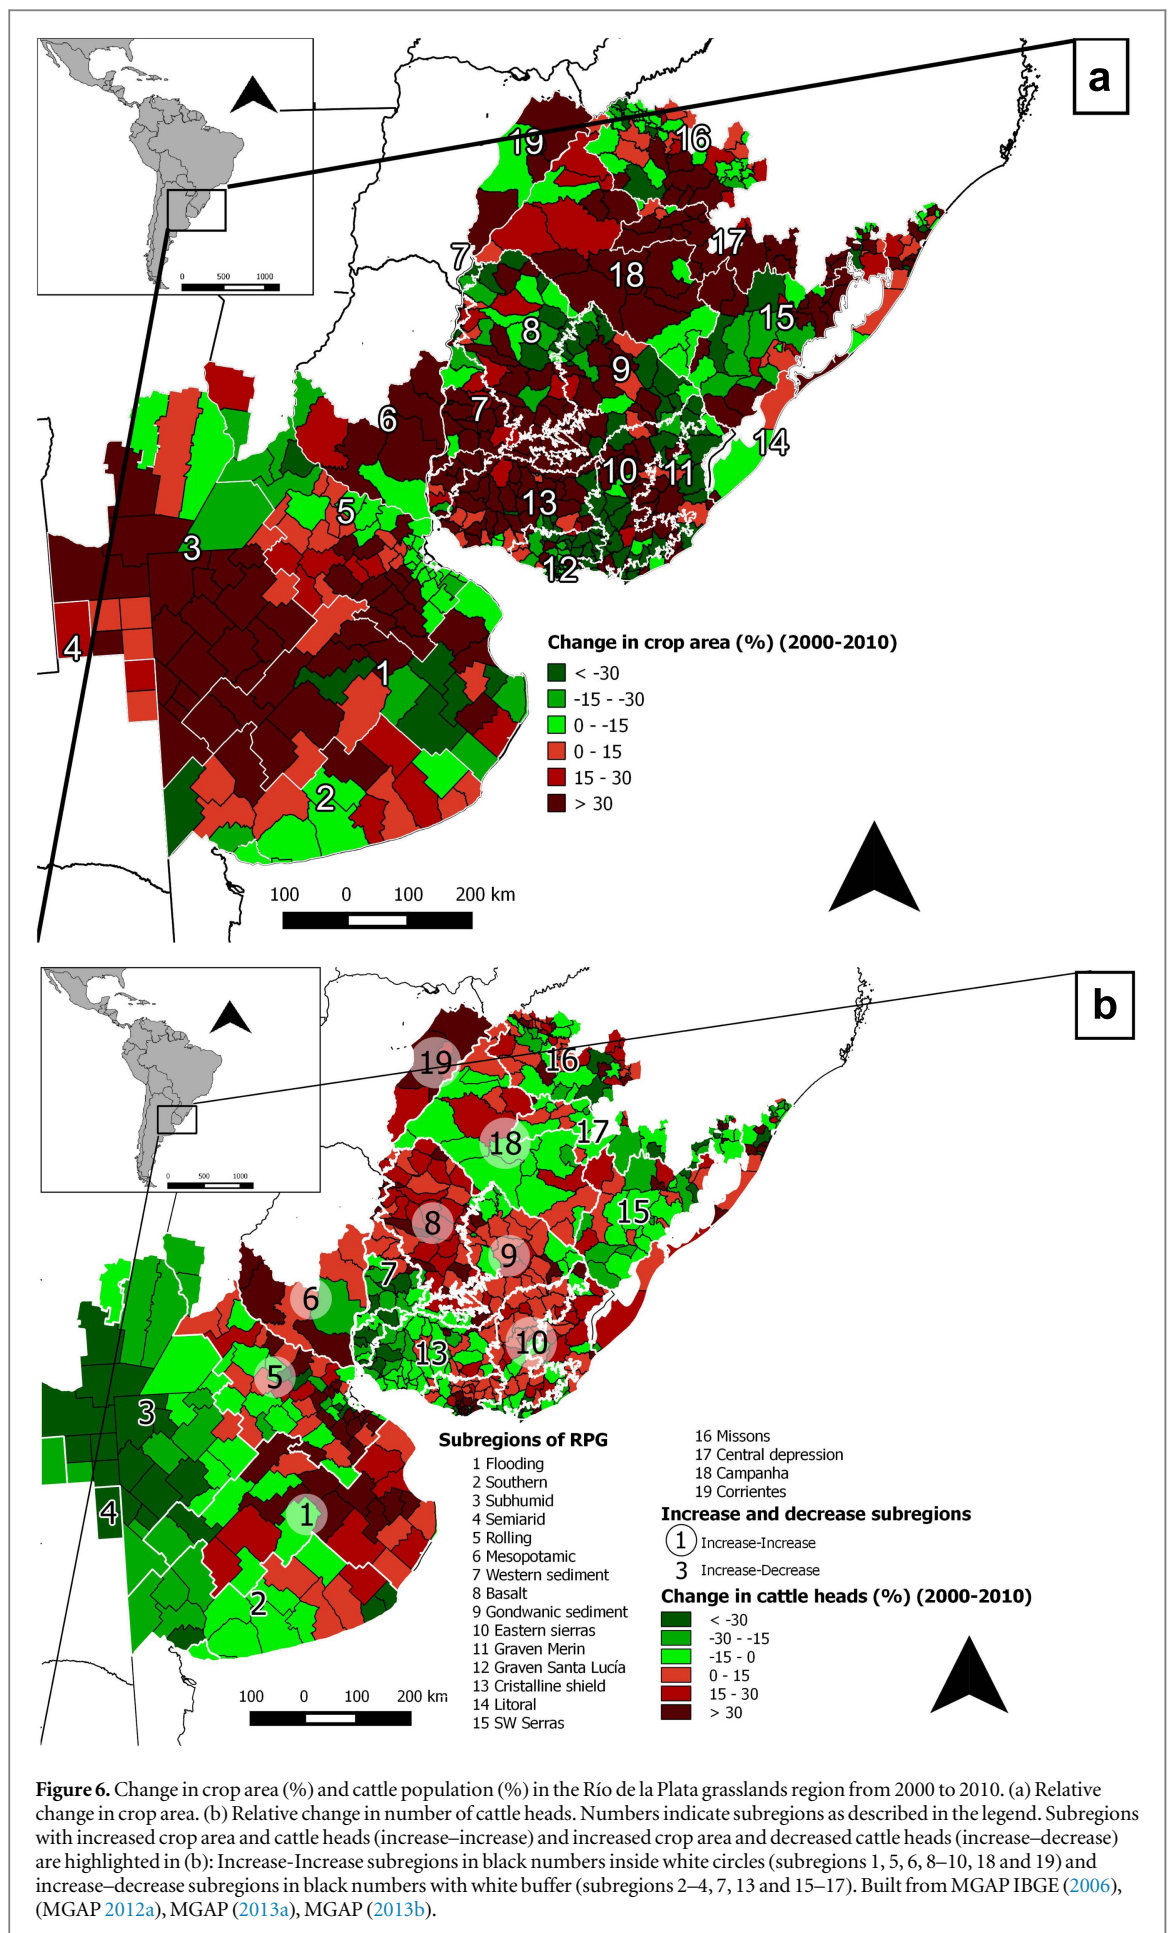 a
0 500 1000
19
16
17
7
18
15
8
9
6
7
14
10
11
5
13
3
12
4
1
2
Change in crop area (%) (2000-2010)
< -30
-15 - -30
0 - -15
0 - 15
15 - 30
> 30
100 0 100 200 km
b
0 500 1000
19
16
18
17
8
15
9
7
6
10
13
5
3
1
4
2
Subregions of RPG
1 Flooding
2 Southern
3 Subhumid
4 Semiarid
5 Rolling
6 Mesopotamic
7 Western sediment
8 Basalt
9 Gondwanic sediment
10 Eastern sierras
11 Graven Merin
12 Graven Santa Lucía
13 Cristalline shield
14 Litoral
15 SW Serras
16 Missons
17 Central depression
18 Campanha
19 Corrientes
Increase and decrease subregions
1 Increase-Increase
3 Increase-Decrease
Change in cattle heads (%) (2000-2010)
< -30
-30 - -15
-15 - 0
0 - 15
15 - 30
> 30
100 0 100 200 km
Figure 6. Change in crop area (%) and cattle population (%) in the Río de la Plata grasslands region from 2000 to 2010. (a) Relative
change in crop area. (b) Relative change in number of cattle heads. Numbers indicate subregions as described in the legend. Subregions
with increased crop area and cattle heads (increase–increase) and increased crop area and decreased cattle heads (increase–decrease)
are highlighted in (b): Increase-Increase subregions in black numbers inside white circles (subregions 1, 5, 6, 8–10, 18 and 19) and
increase–decrease subregions in black numbers with white buffer (subregions 2–4, 7, 13 and 15–17). Built from MGAP IBGE (2006),
(MGAP 2012a), MGAP (2013a), MGAP (2013b).